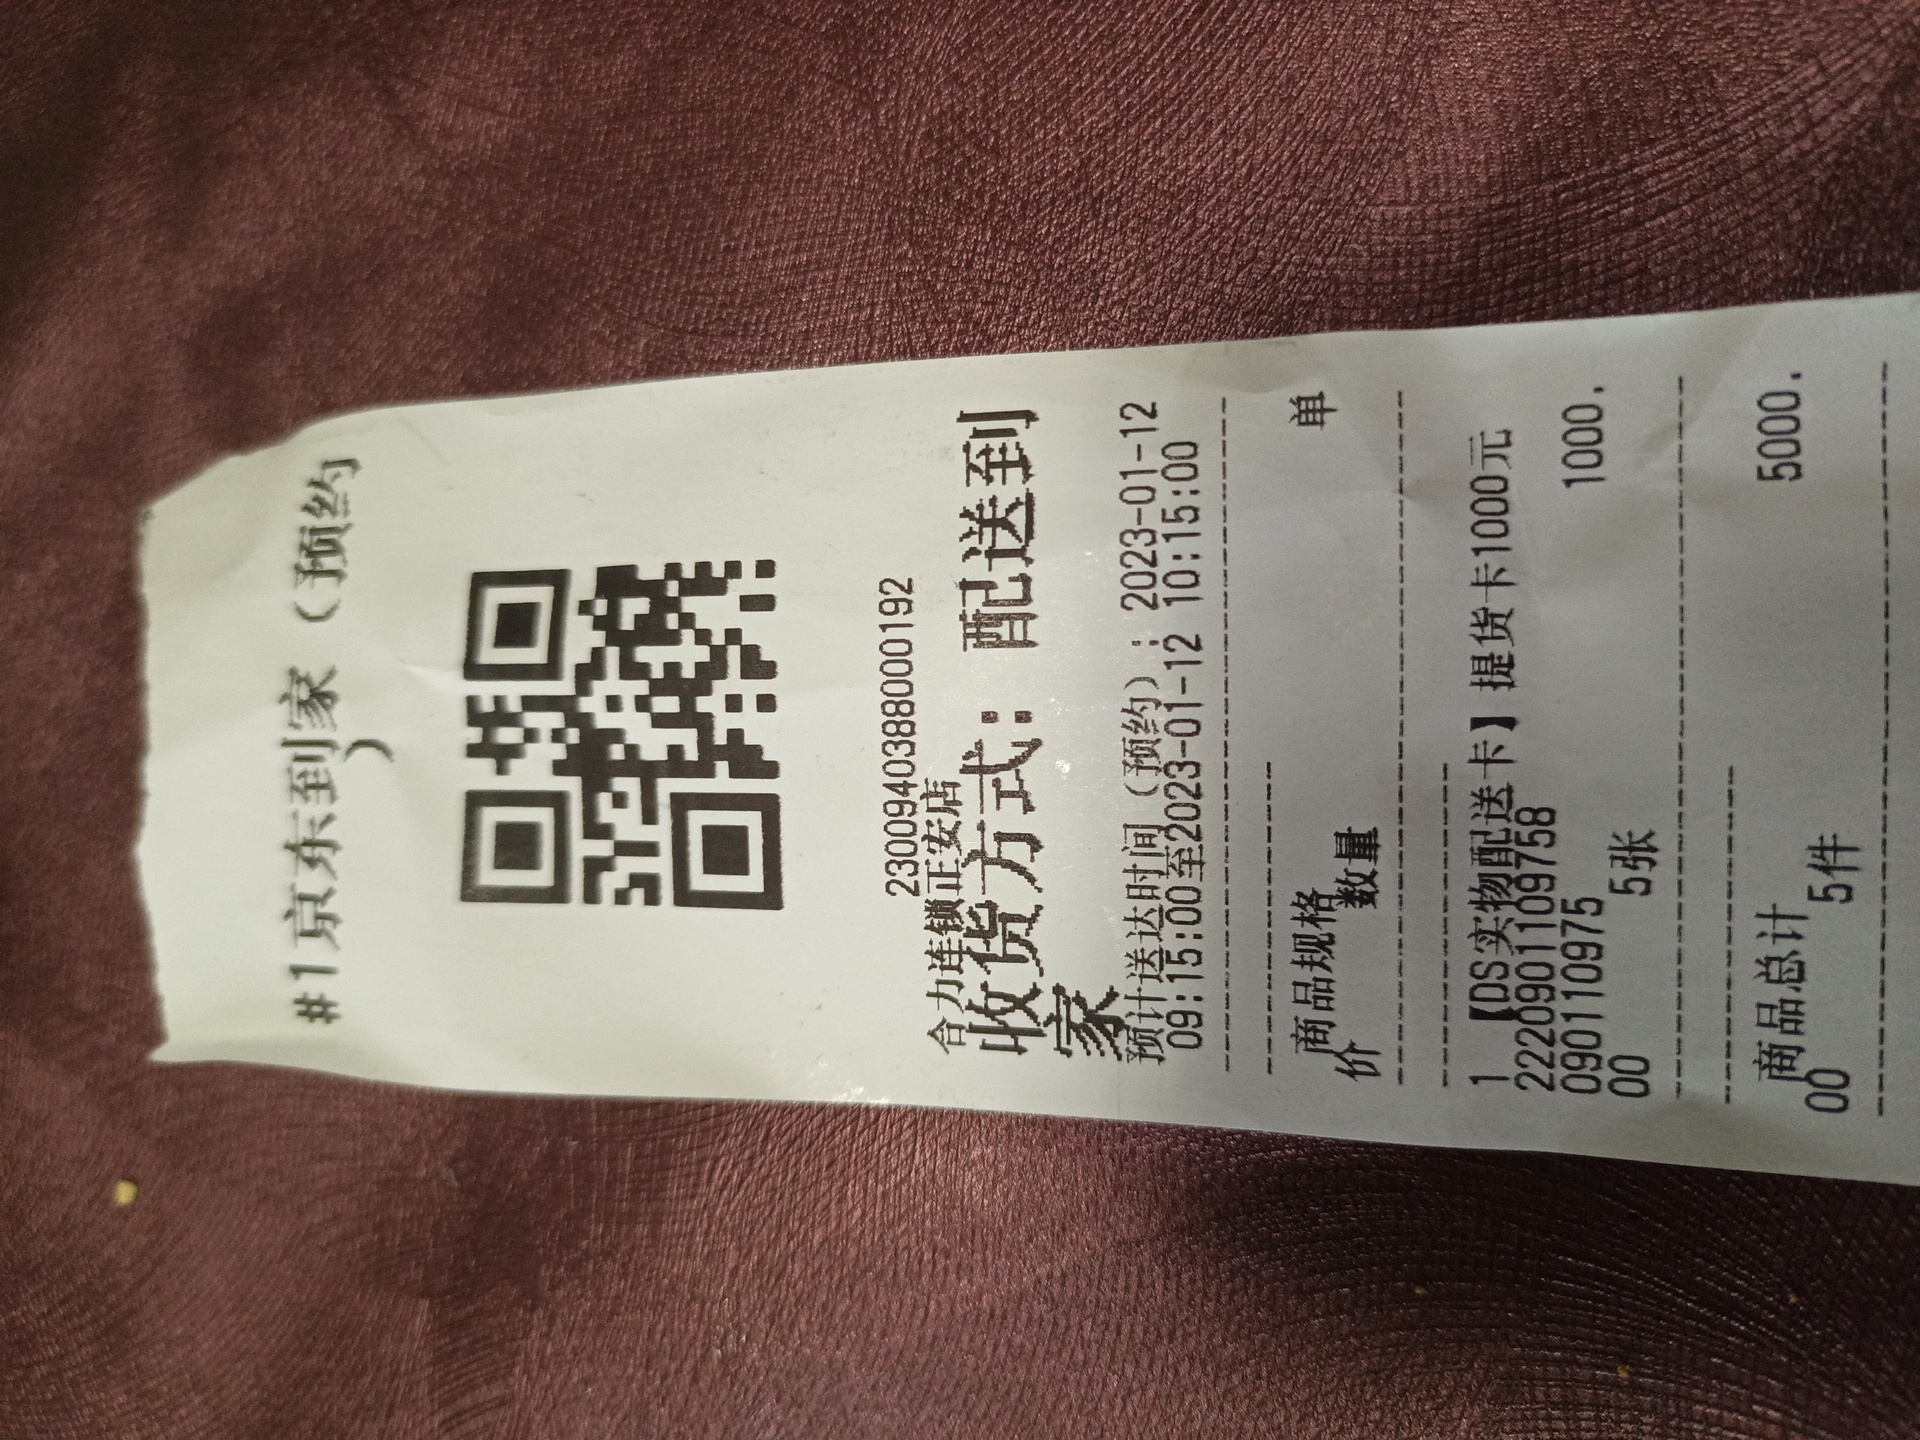 #1京东到家（预约
）
2300940388000192
合力连锁正安店
收货方式：配送到
家
预计送达时间（预约）：2023-01-12
09:15:00至2023-01-12 10:15:00
商品规格 单
价 数量
1 【DS实物配送卡】提货卡1000元
2220901109758
0901109​75 1000.
00 5张
商品总计 5000.
00 5件